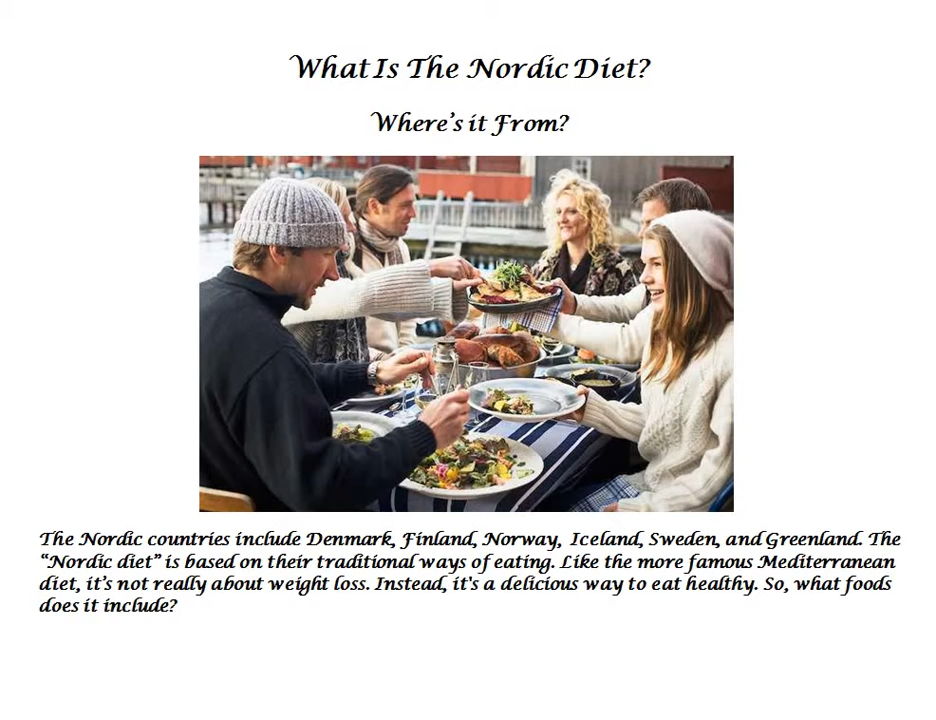 What Is The Nordic Diet?
Where’s it From?
The Nordic countries include Denmark, Finland, Norway, Iceland, Sweden, and Greenland. The
“Nordic diet” is based on their traditional ways of eating. Like the more famous Mediterranean
diet, it’s not really about weight loss. Instead, it's a delicious way to eat healthy. So, what foods
does it include?